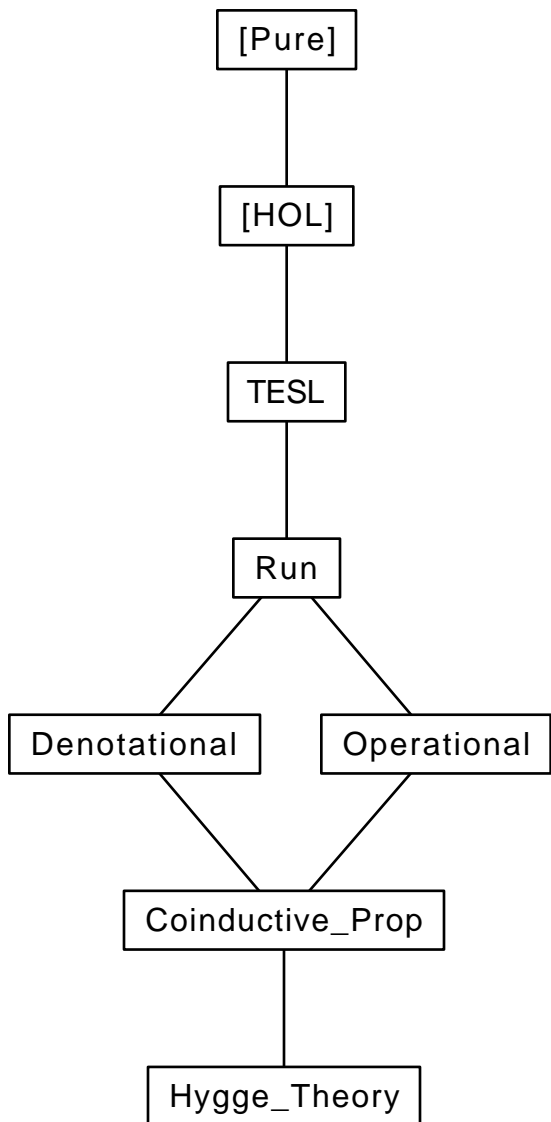 [Pure]
[HOL]
TESL
Run
Denotational
Operational
Coinductive_Prop
Hygge_Theory